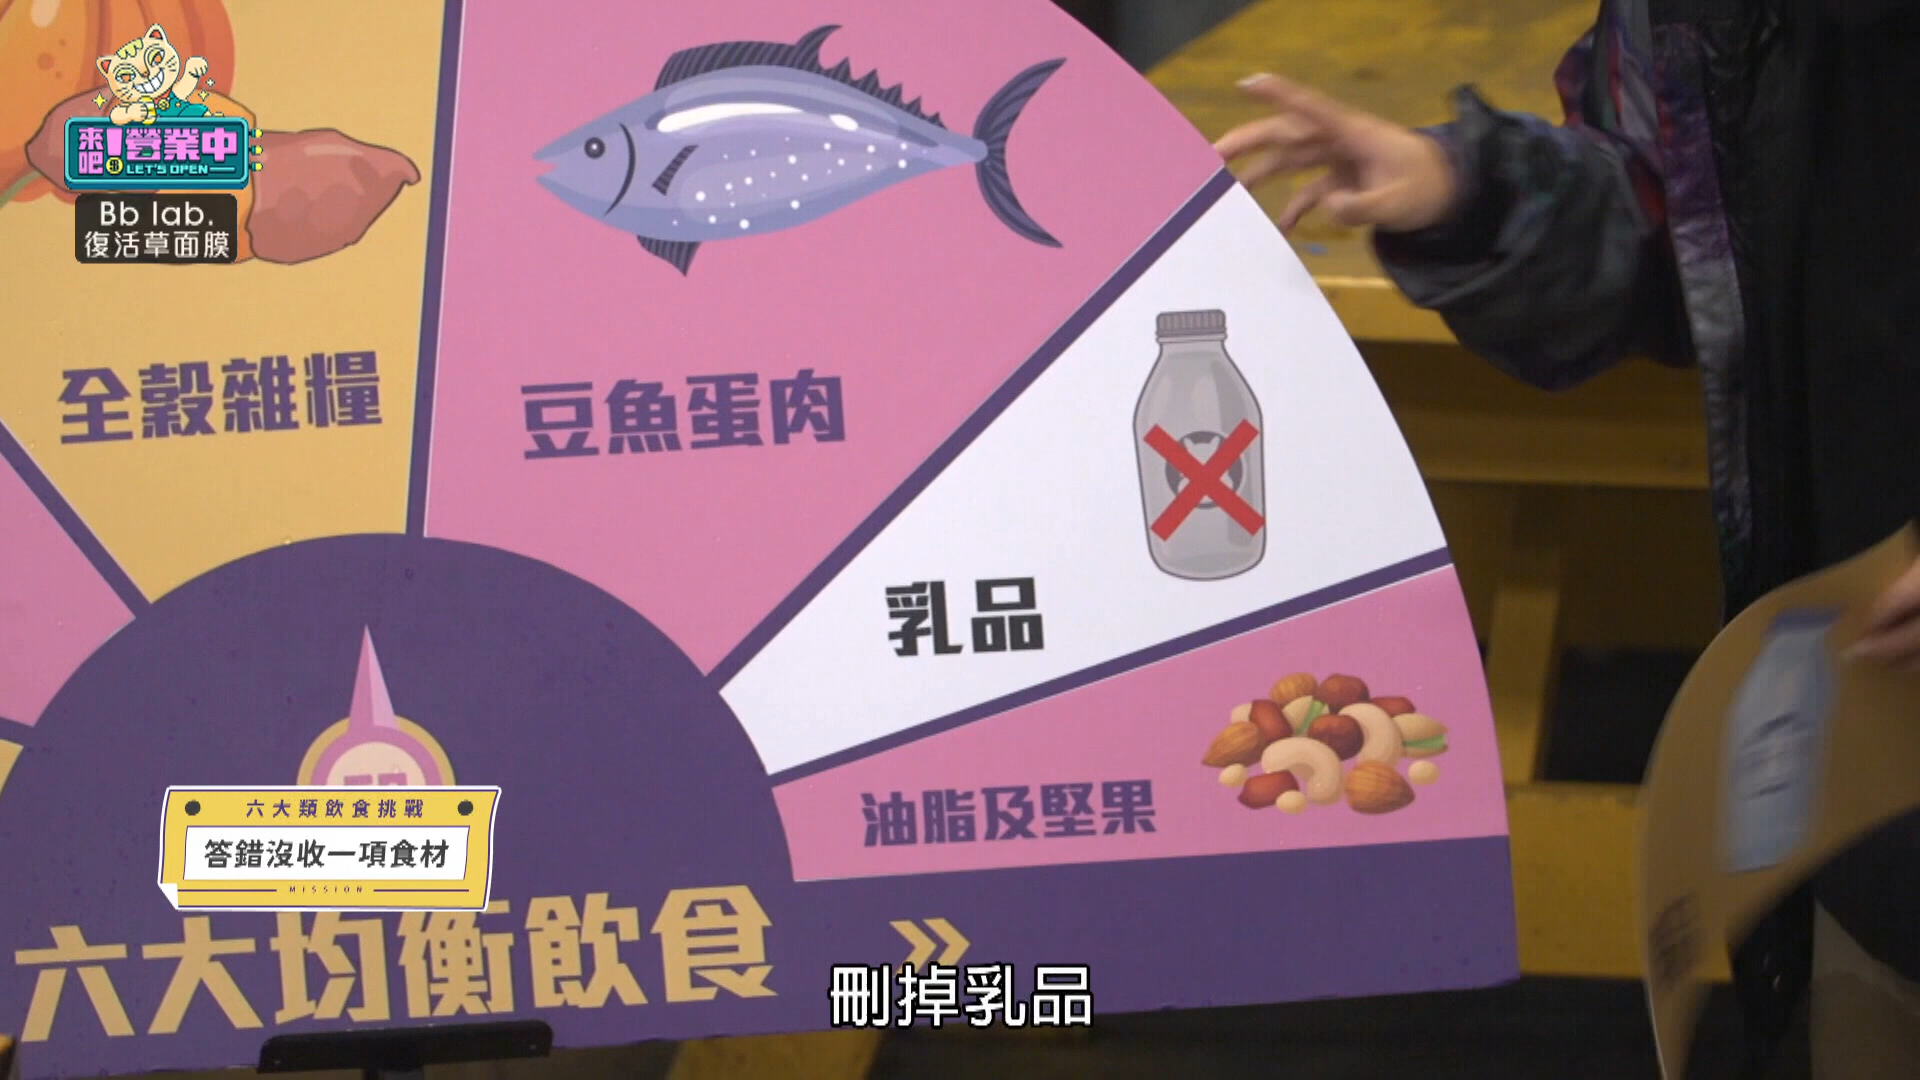 來吧!營業中
LET'S OPEN
Bb lab.
復活草面膜
全穀雜糧
豆魚蛋肉
乳品
油脂及堅果
六大類飲食挑戰
答錯沒收一項食材
MISSION
六大均衡飲食 »
刪掉乳品